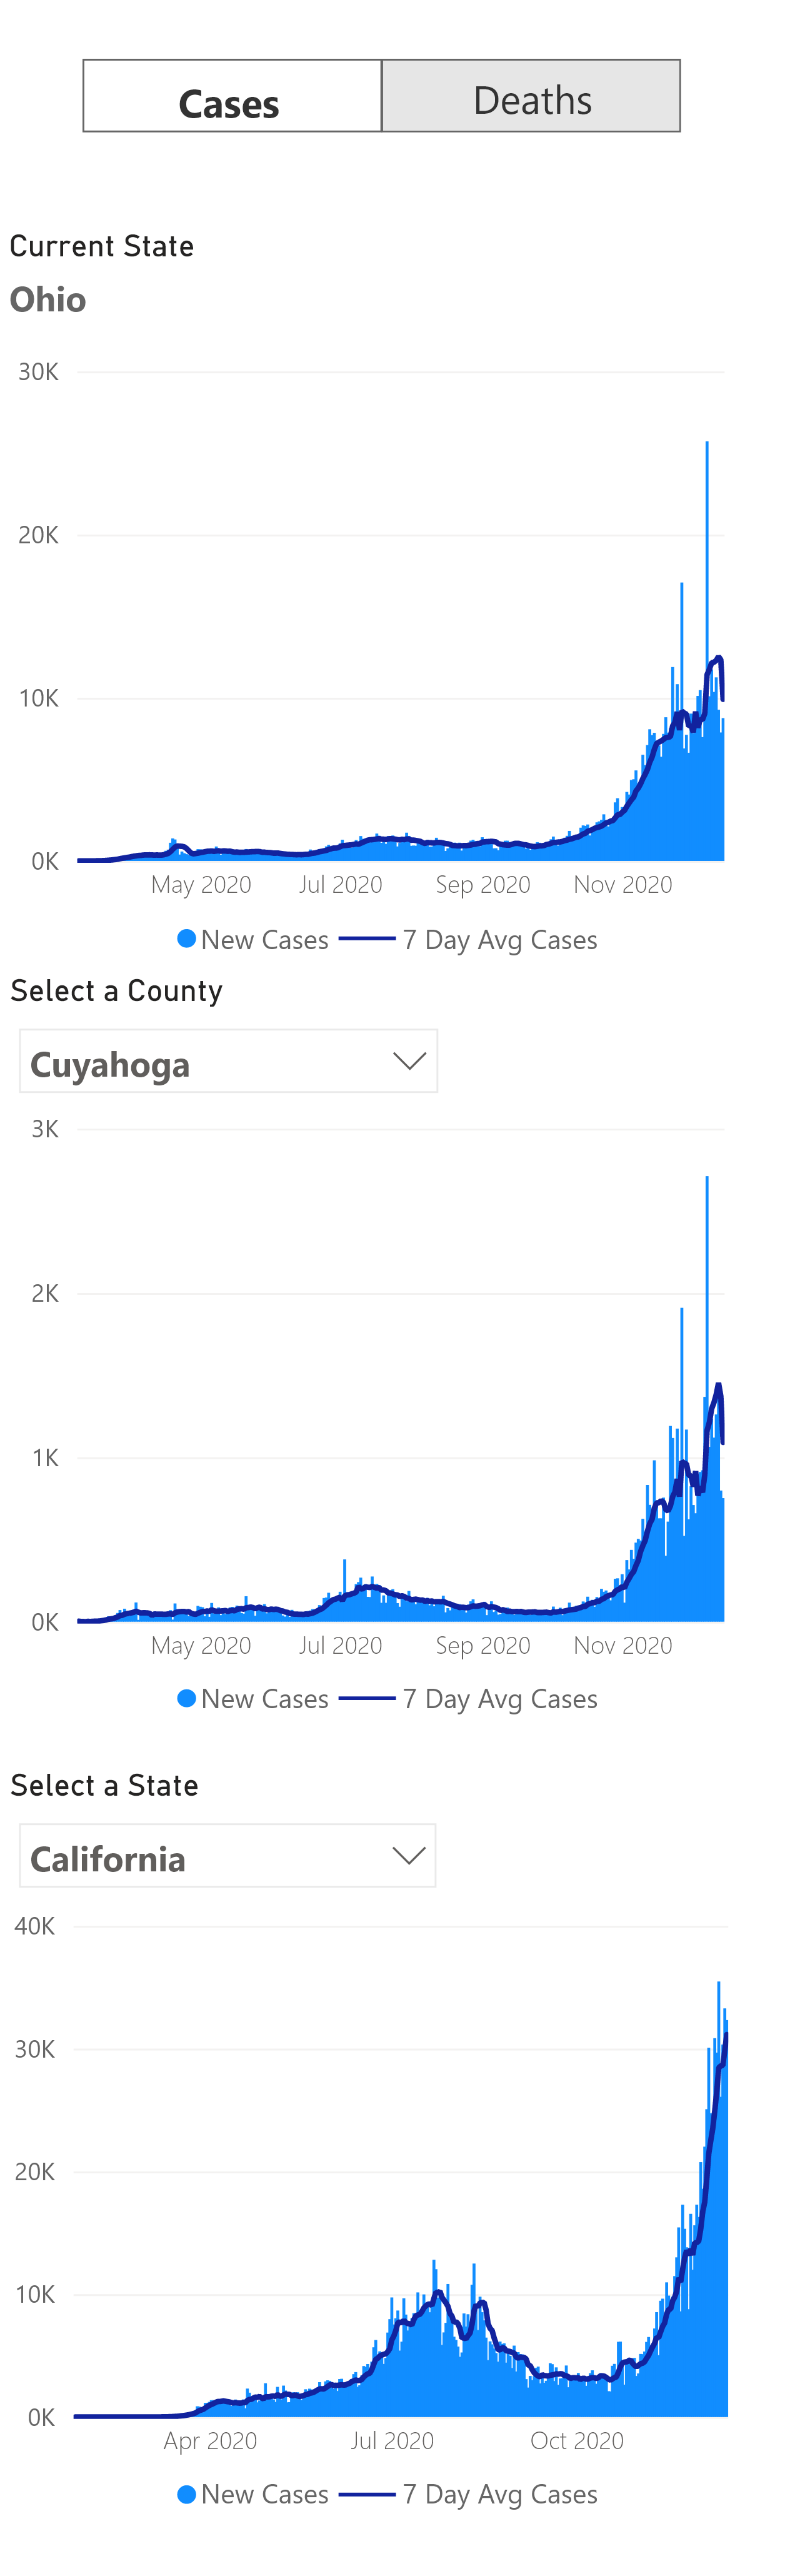 Cases Deaths
Current State
Ohio
30K
20K
10K
0K
May 2020 Jul 2020 Sep 2020 Nov 2020
New Cases 7 Day Avg Cases
Select a County
Cuyahoga
3K
2K
1K
0K
May 2020 Jul 2020 Sep 2020 Nov 2020
New Cases 7 Day Avg Cases
Select a State
California
40K
30K
20K
10K
0K
Apr 2020 Jul 2020 Oct 2020
New Cases 7 Day Avg Cases